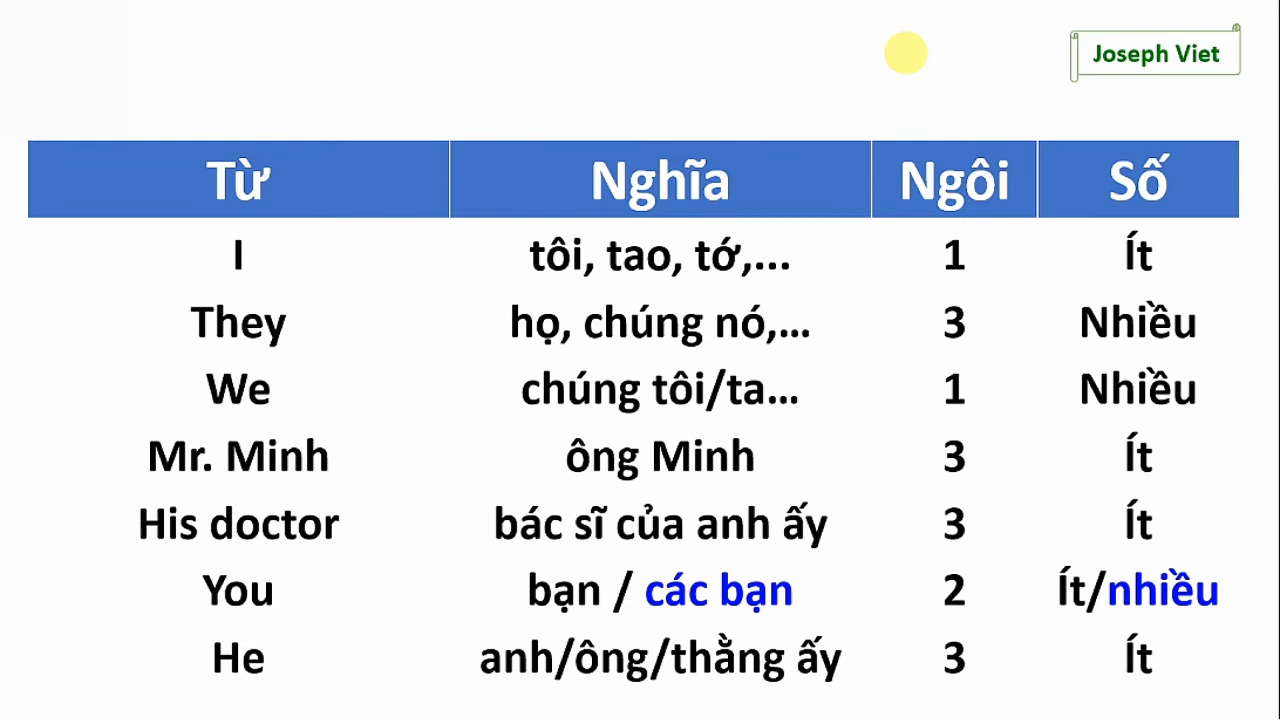 Joseph Viet
Từ Nghĩa Ngôi Số
I tôi, tao, tớ,... 1 Ít
They họ, chúng nó,... 3 Nhiều
We chúng tôi/ta... 1 Nhiều
Mr. Minh ông Minh 3 Ít
His doctor bác sĩ của anh ấy 3 Ít
You bạn / các bạn 2 Ít/nhiều
He anh/ông/thằng ấy 3 Ít